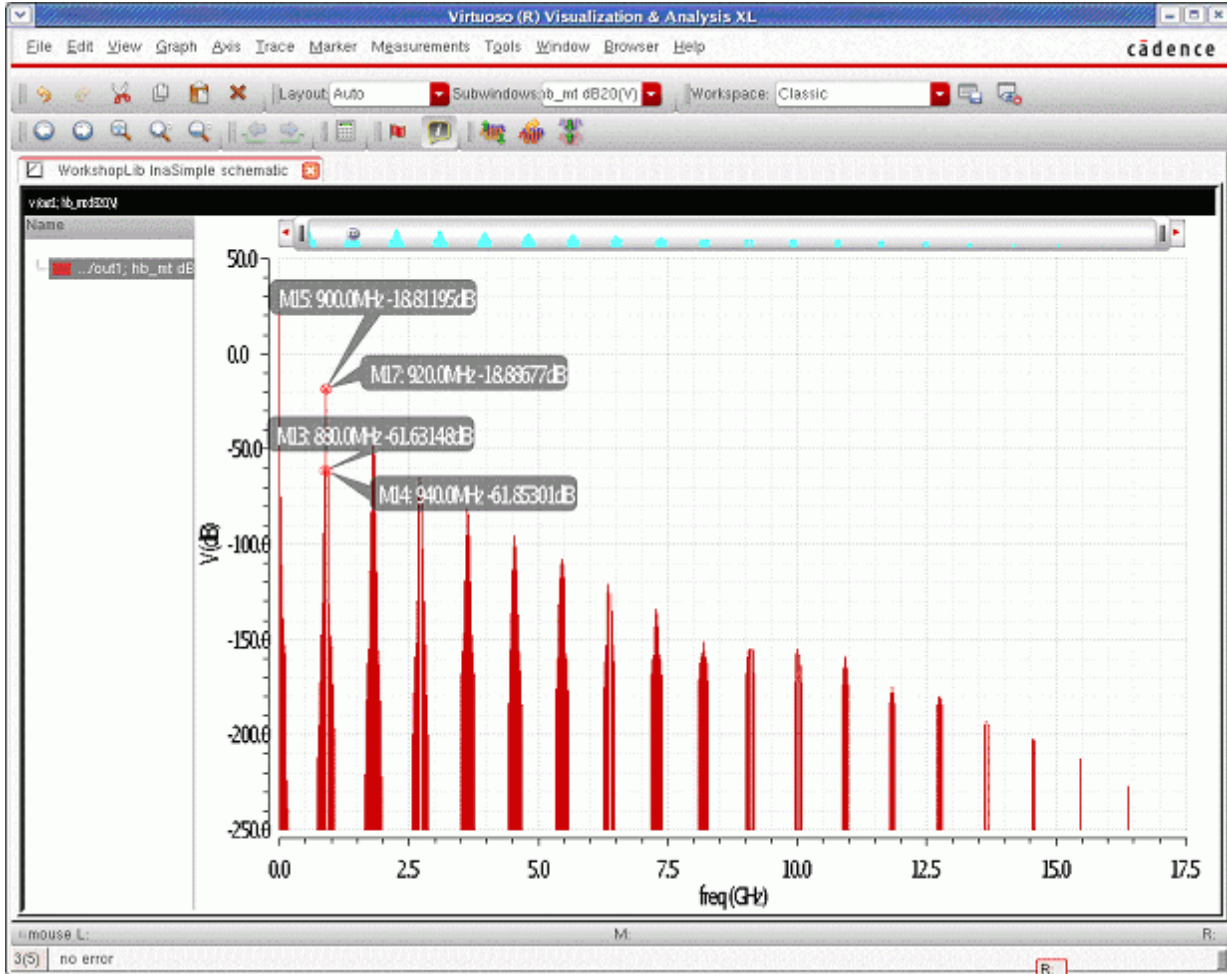 Virtuoso (R) Visualization & Analysis XL
File Edit View Graph Axis Trace Marker Measurements Tools Window Browser Help
cādence
Layout: Auto Subwindows: hb_mt dB20(V) Workspace: Classic
WorkshopLib lnaSimple schematic
v /out1; hb_mt dB20(V)
Name
.../out1; hb_mt dB
50.0
M15: 900.0MHz -18.81195dB
0.0
M17: 920.0MHz -18.88677dB
M13: 880.0MHz -61.63148dB
-50.0
M14: 940.0MHz -61.85301dB
V (dB)
-100.0
-150.0
-200.0
-250.0
0.0 2.5 5.0 7.5 10.0 12.5 15.0 17.5
freq (GHz)
mouse L: M: R:
3(5) no error
R: